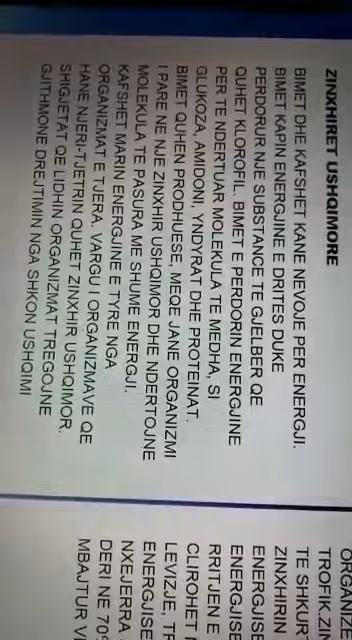 ZINXHIRET USHQIMORE
BIMET DHE KAFSHET KANE NEVOJE PER ENERGJI.
BIMET KAPIN ENERGJINE E DRITES DUKE
PERDORUR NJE SUBSTANCE TE GJELBER QE
QUHET KLOROFIL. BIMET E PERDORIN ENERGJINE
PER TE NDERTUAR MOLEKULA TE MEDHA, SI
GLUKOZA, AMIDONI, YNDYRAT DHE PROTEINAT.
BIMET QUHEN PRODHUESE, MEQE JANE ORGANIZMI
I PARE NE NJE ZINXHIR USHQIMOR DHE NDERTOJNE
MOLEKULA TE PASURA ME SHUME ENERGJI.
KAFSHET MARIN ENERGJINE E TYRE NGA
ORGANIZMAT E TJERA. VARGU I ORGANIZMAVE QE
HANE NJERI-TJETRIN QUHET ZINXHIR USHQIMOR.
SHIGJETAT QE LIDHIN ORGANIZMAT TREGOJNE
GJITHMONE DREJTIMIN NGA SHKON USHQIMI
TROFIK.ZIN
TE SHKURT
ZINXHIRIN
ENERGJISE
ENERGJISE
RRITJEN E
CLIROHET
LEVIZJE, TR
ENERGJISE
NXEJERRA
DERI NE 70%
MBAJTUR